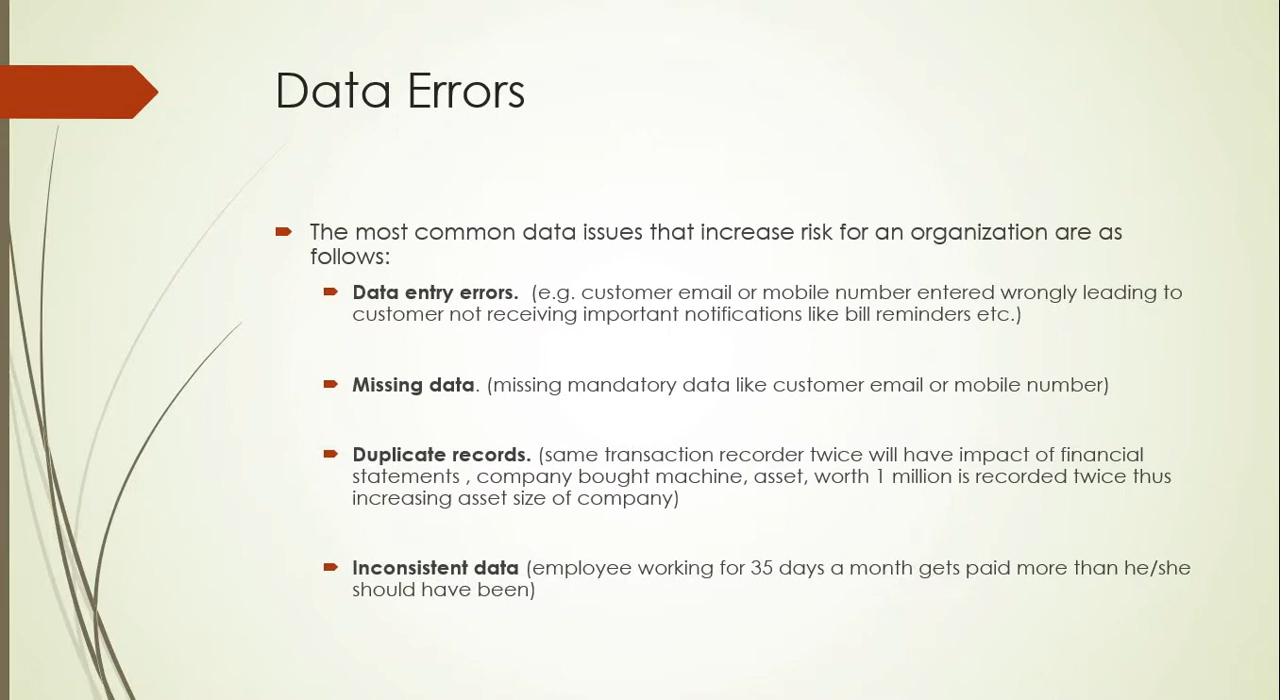 Data Errors
The most common data issues that increase risk for an organization are as
follows:
Data entry errors.  (e.g. customer email or mobile number entered wrongly leading to
customer not receiving important notifications like bill reminders etc.)
Missing data. (missing mandatory data like customer email or mobile number)
Duplicate records. (same transaction recorder twice will have impact of financial
statements , company bought machine, asset, worth 1 million is recorded twice thus
increasing asset size of company)
Inconsistent data (employee working for 35 days a month gets paid more than he/she
should have been)